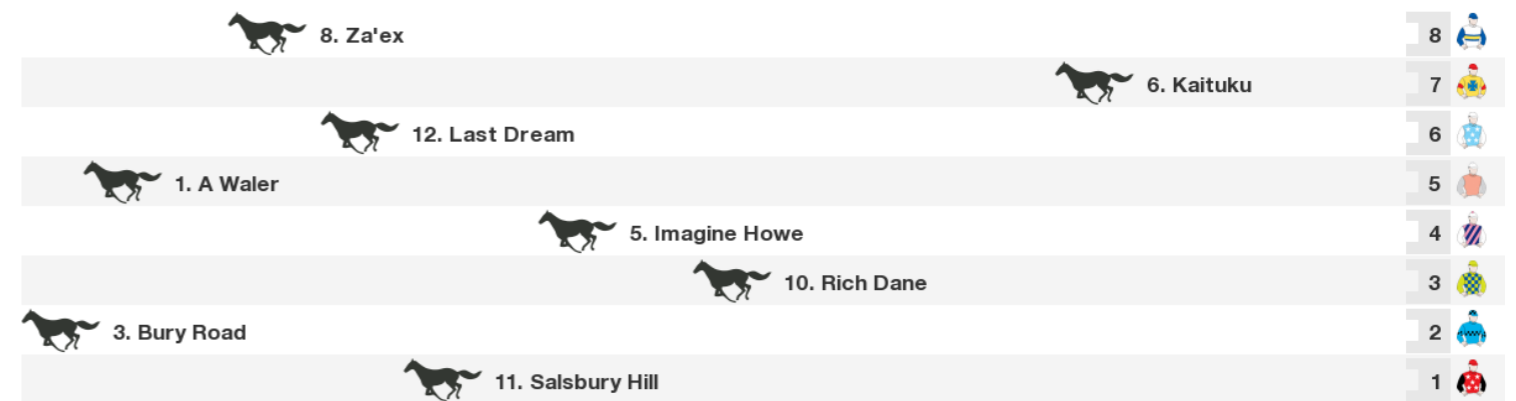 8. Za'ex 8
6. Kaituku 7
12. Last Dream 6
1. A Waler 5
5. Imagine Howe 4
10. Rich Dane 3
3. Bury Road 2
11. Salsbury Hill 1